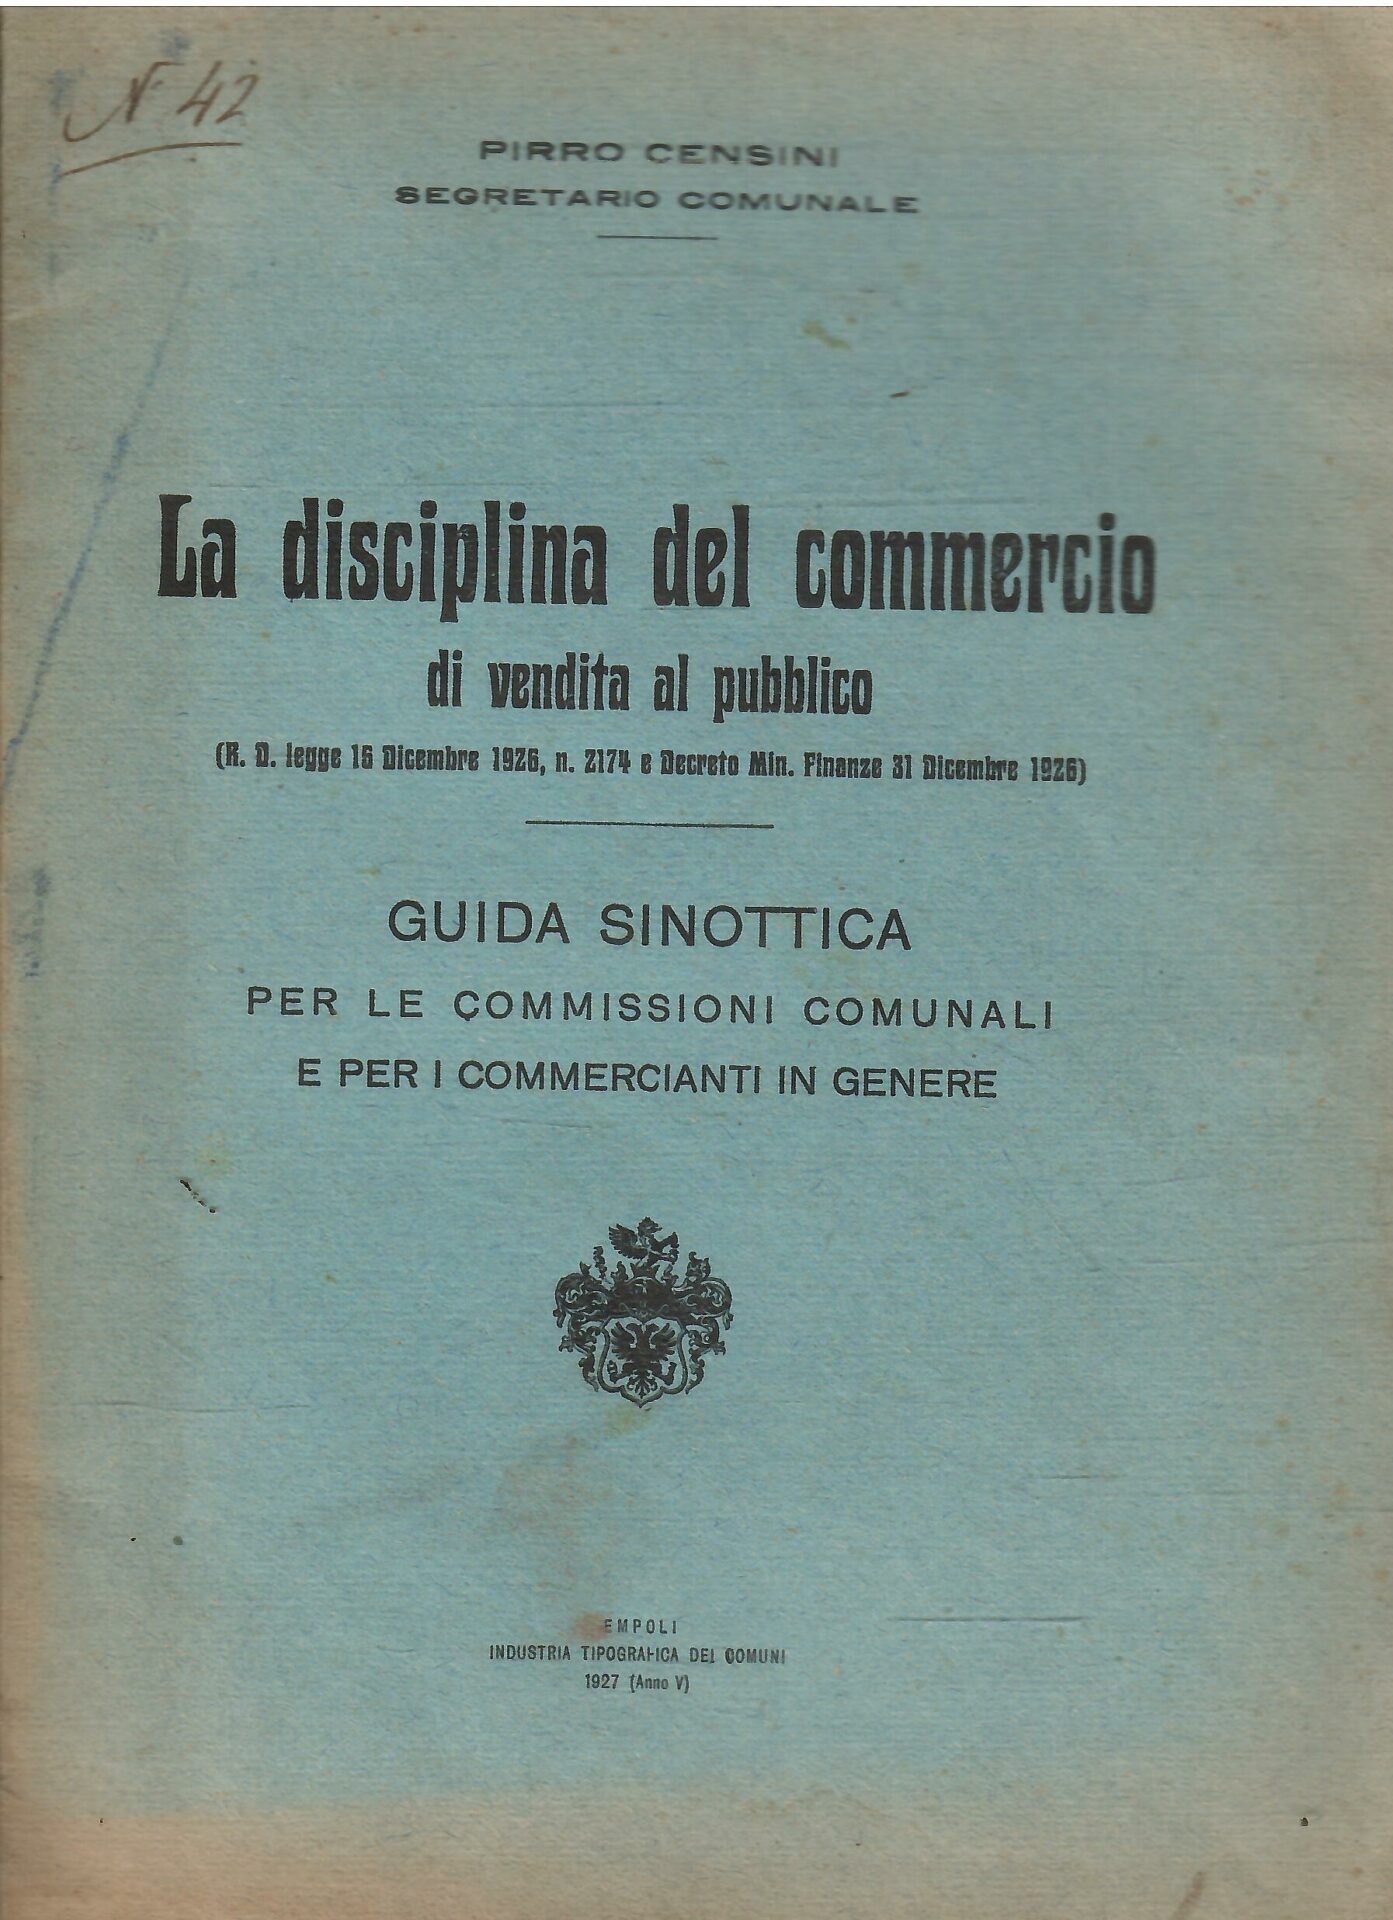 N. 42
PIRRO CENSINI
SEGRETARIO COMUNALE
La disciplina del commercio
di vendita al pubblico
(R. D. legge 16 Dicembre 1926, n. 2174 e Decreto Min. Finanze 31 Dicembre 1926)
GUIDA SINOTTICA
PER LE COMMISSIONI COMUNALI
E PER I COMMERCIANTI IN GENERE
EMPOLI
INDUSTRIA TIPOGRAFICA DEI COMUNI
1927 (Anno V)